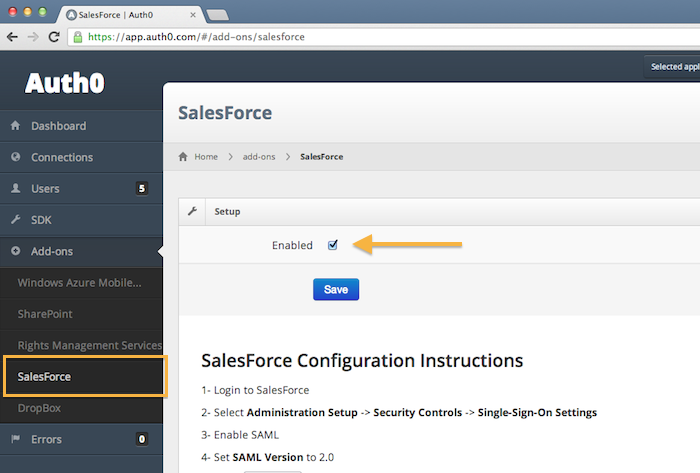 SalesForce | Auth0
https://app.auth0.com/#/add-ons/salesforce
Auth0
Selected appl
SalesForce
Dashboard
Home
add-ons
SalesForce
Connections
Users 5
SDK
Setup
Add-ons
Enabled
Windows Azure Mobile...
Save
SharePoint
Rights Management Services
SalesForce
DropBox
Errors 0
SalesForce Configuration Instructions
1- Login to SalesForce
2- Select Administration Setup -> Security Controls -> Single-Sign-On Settings
3- Enable SAML
4- Set SAML Version to 2.0